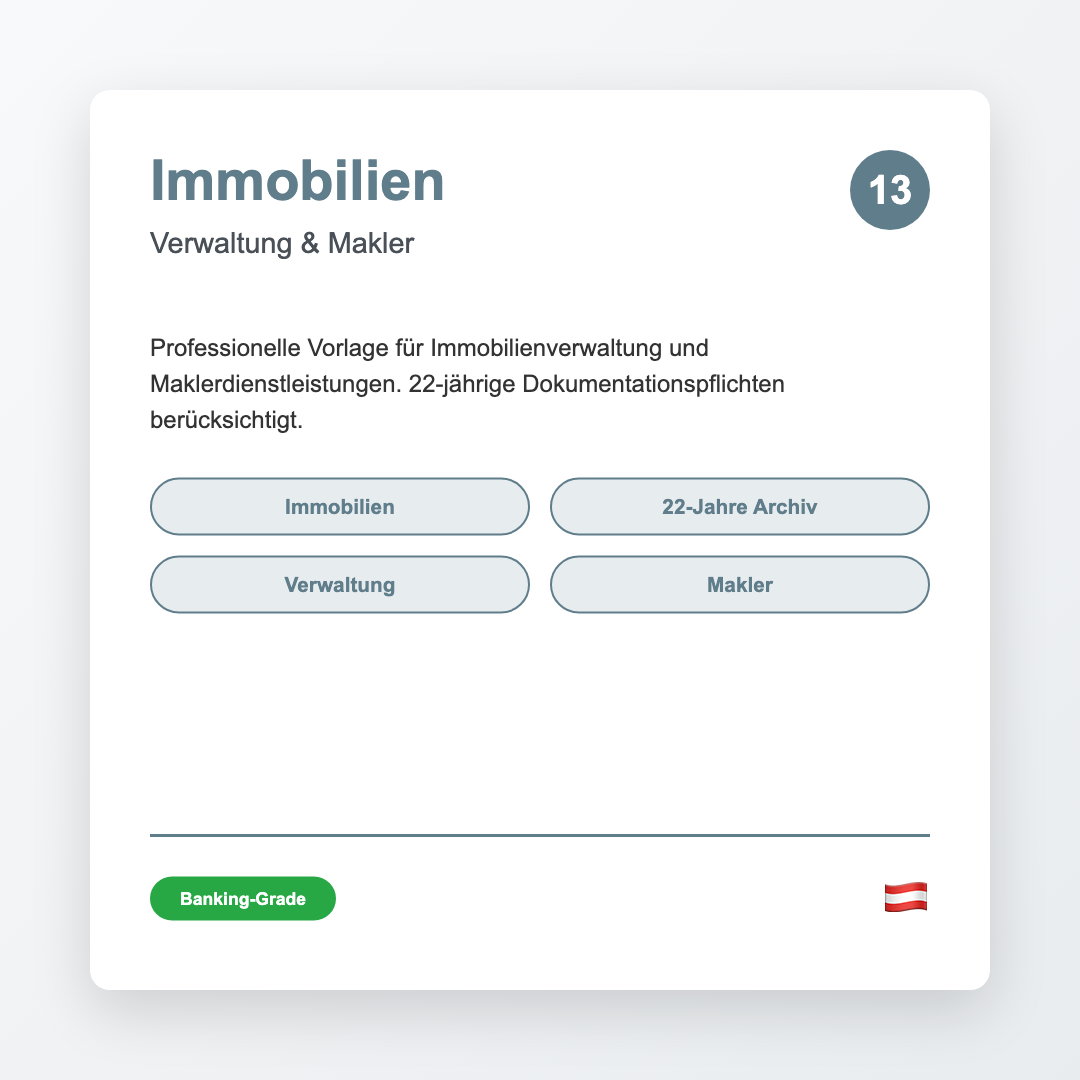 Immobilien
13
Verwaltung & Makler
Professionelle Vorlage für Immobilienverwaltung und
Maklerdienstleistungen. 22-jährige Dokumentationspflichten
berücksichtigt.
Immobilien
22-Jahre Archiv
Verwaltung
Makler
Banking-Grade